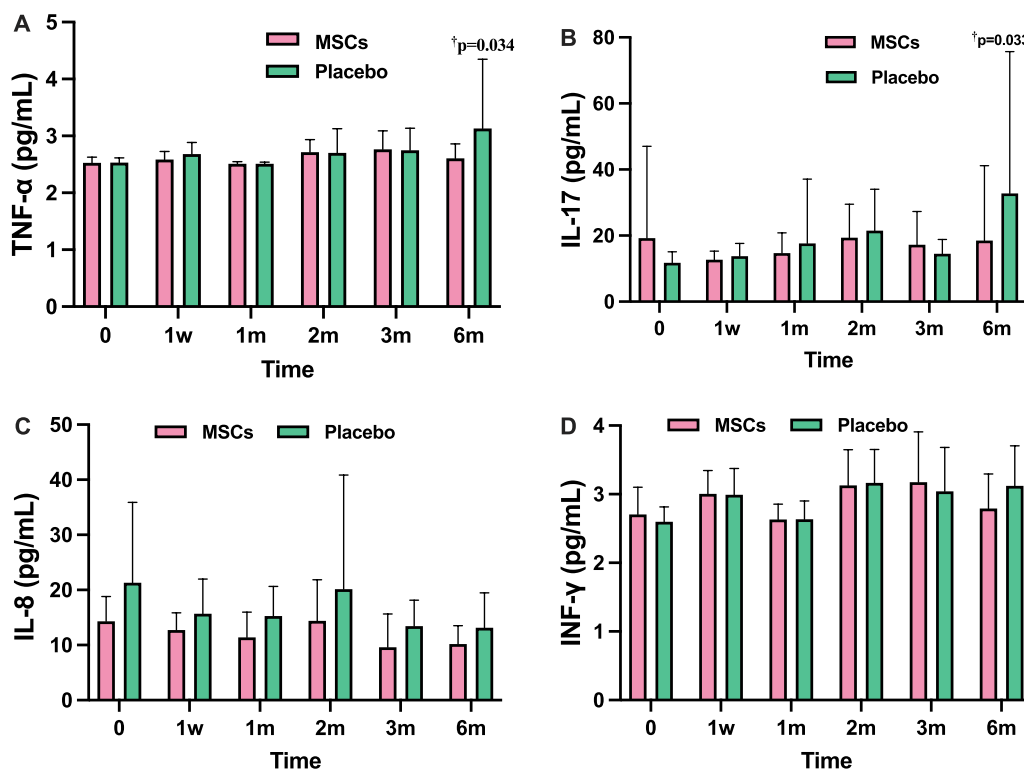 A
TNF-α (pg/mL)
5
4
3
2
1
0
MSCs
Placebo
†p=0.034
0 1w 1m 2m 3m 6m
Time
B
IL-17 (pg/mL)
80
60
40
20
0
MSCs
Placebo
†p=0.033
0 1w 1m 2m 3m 6m
Time
C
IL-8 (pg/mL)
50
40
30
20
10
0
MSCs Placebo
0 1w 1m 2m 3m 6m
Time
D
INF-γ (pg/mL)
4
3
2
1
0
MSCs Placebo
0 1w 1m 2m 3m 6m
Time